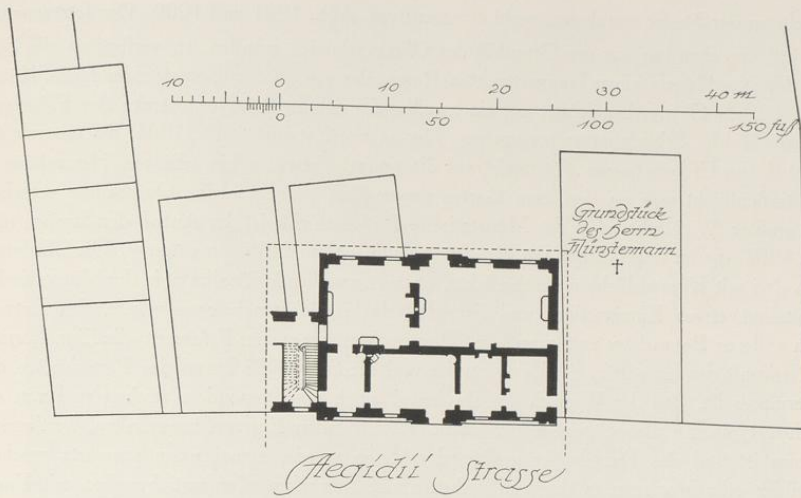 10 0 10 20 30 40 m
0 50 100 150 fuß
Grundstück
des Herrn
Münstermann
†
Aegidii Strasse